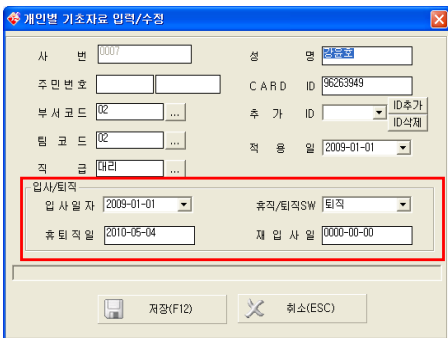 개인별 기초자료 입력/수정
사 번 0007 성 명 강윤호
주민번호 CARD ID 96263949
부서코드 02 ... 추 가 ID ID추가
ID삭제
팀 코 드 02 ... 적 용 일 2009-01-01
직 급 대리 ...
입사/퇴직
입사일자 2009-01-01 휴직/퇴직SW 퇴직
휴퇴직일 2010-05-04 재입사일 0000-00-00
저장(F12) 취소(ESC)